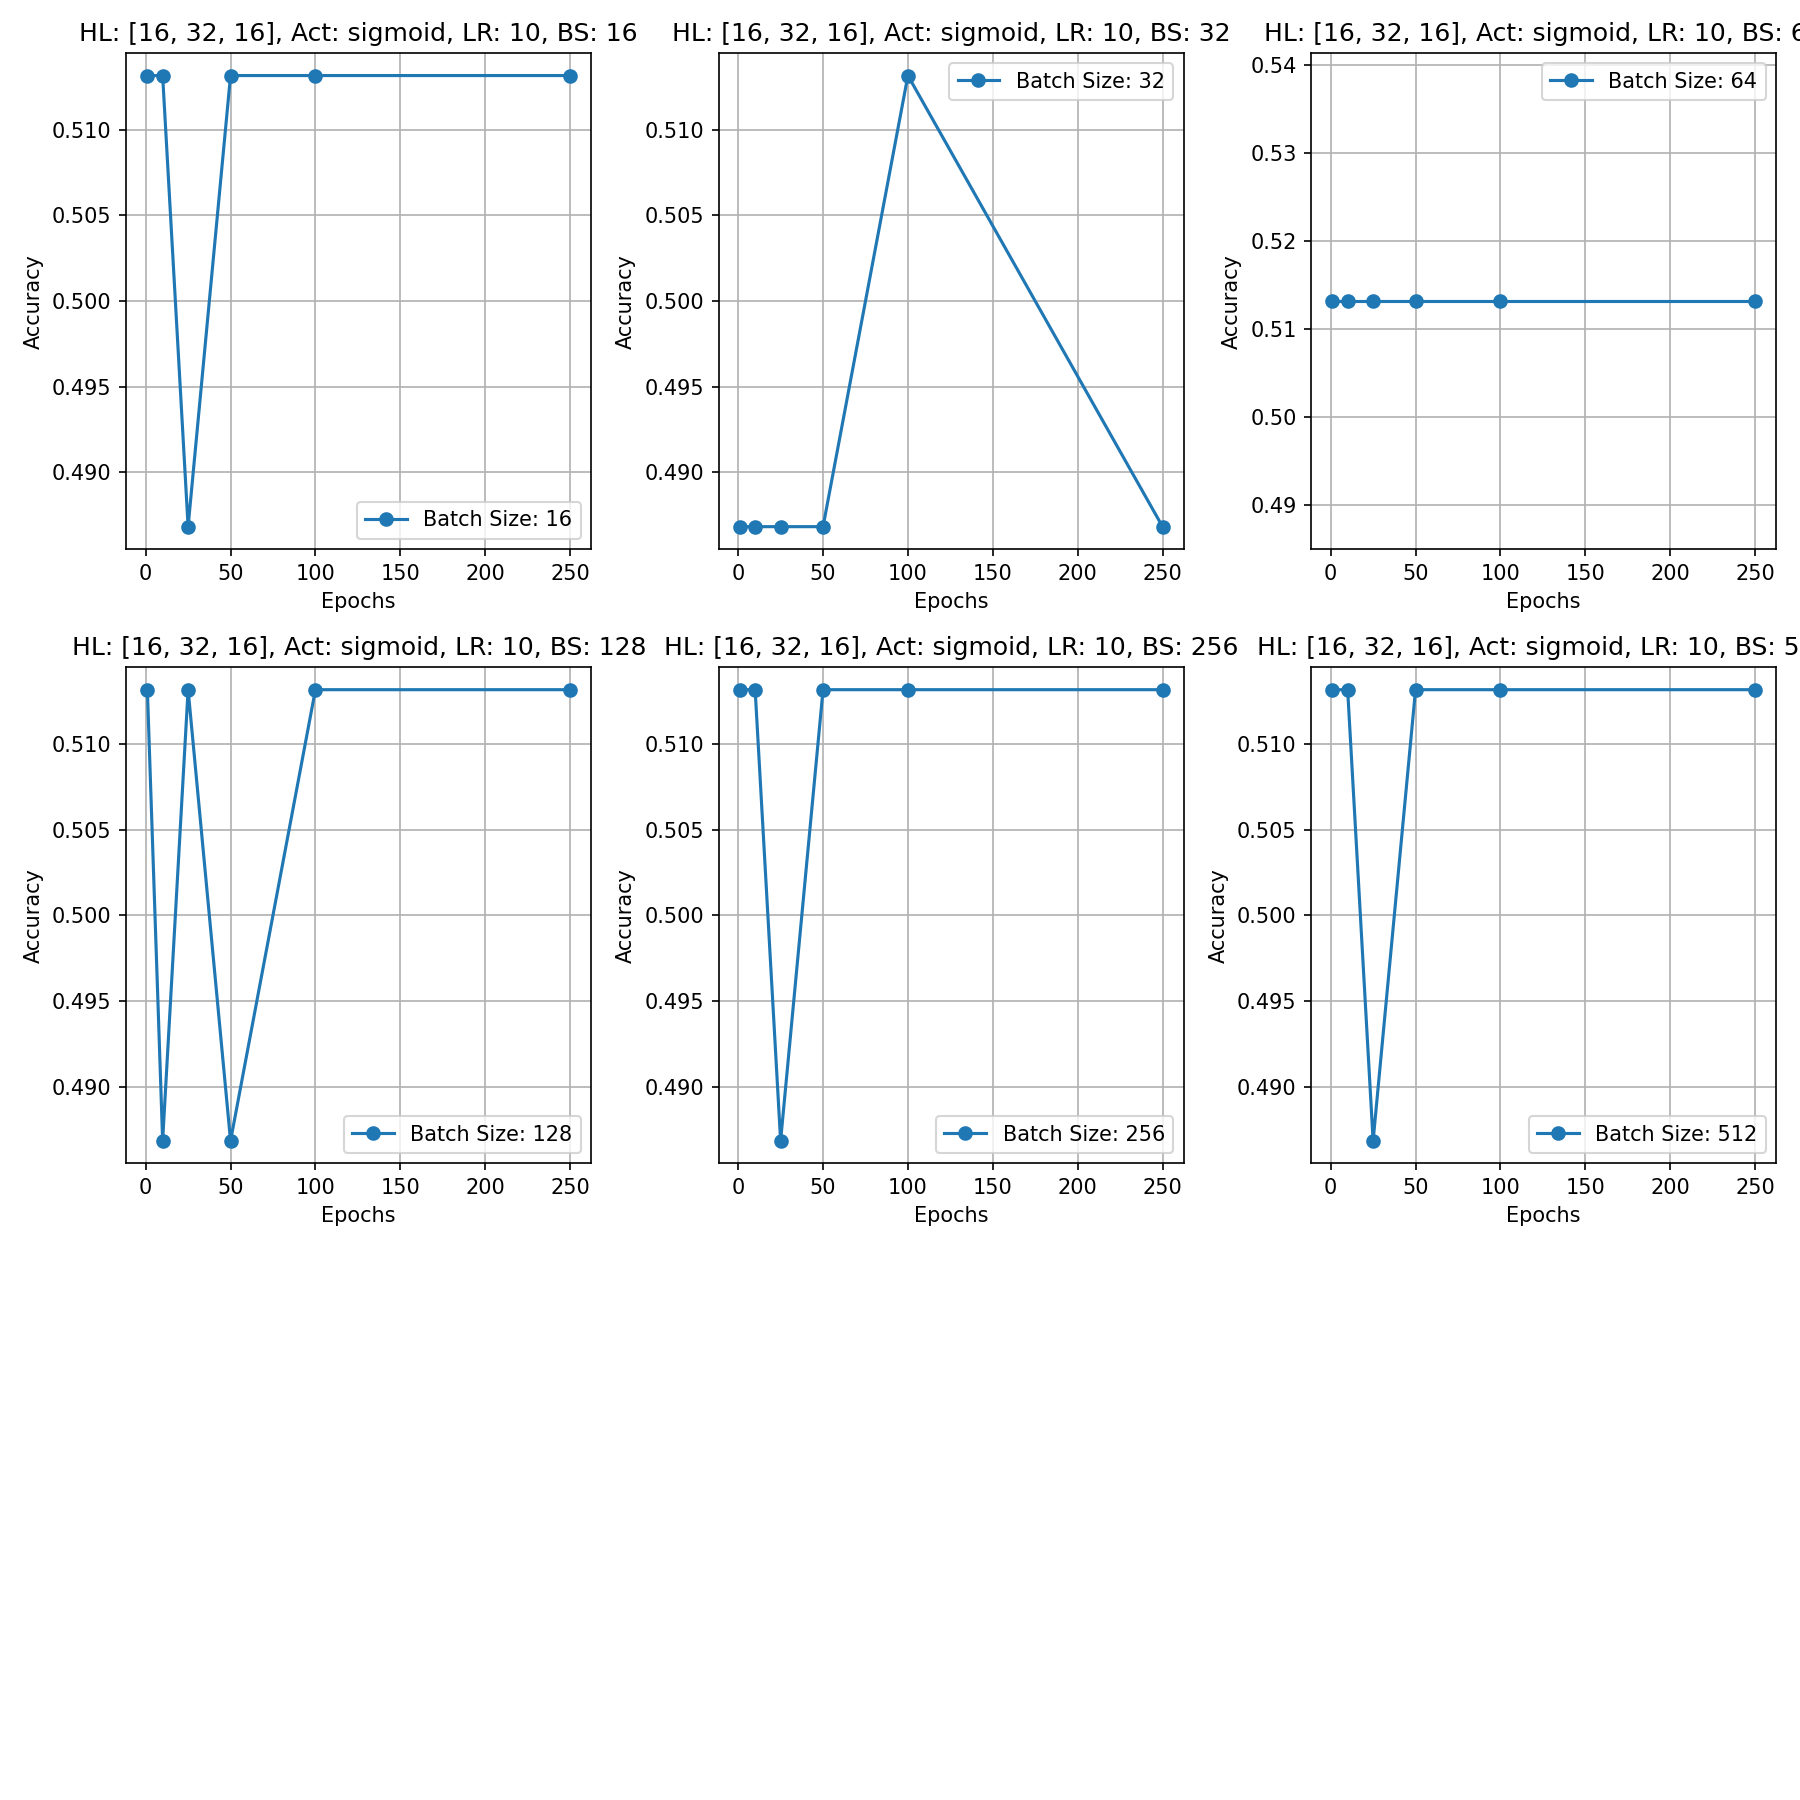 HL: [16, 32, 16], Act: sigmoid, LR: 10, BS: 16
0.510
0.505
0.500
0.495
0.490
Accuracy
Batch Size: 16
0 50 100 150 200 250
Epochs
HL: [16, 32, 16], Act: sigmoid, LR: 10, BS: 32
0.510
0.505
0.500
0.495
0.490
Accuracy
Batch Size: 32
0 50 100 150 200 250
Epochs
HL: [16, 32, 16], Act: sigmoid, LR: 10, BS: 6
0.54
0.53
0.52
0.51
0.50
0.49
Accuracy
Batch Size: 64
0 50 100 150 200 250
Epochs
HL: [16, 32, 16], Act: sigmoid, LR: 10, BS: 128
0.510
0.505
0.500
0.495
0.490
Accuracy
Batch Size: 128
0 50 100 150 200 250
Epochs
HL: [16, 32, 16], Act: sigmoid, LR: 10, BS: 256
0.510
0.505
0.500
0.495
0.490
Accuracy
Batch Size: 256
0 50 100 150 200 250
Epochs
HL: [16, 32, 16], Act: sigmoid, LR: 10, BS: 5
0.510
0.505
0.500
0.495
0.490
Accuracy
Batch Size: 512
0 50 100 150 200 250
Epochs